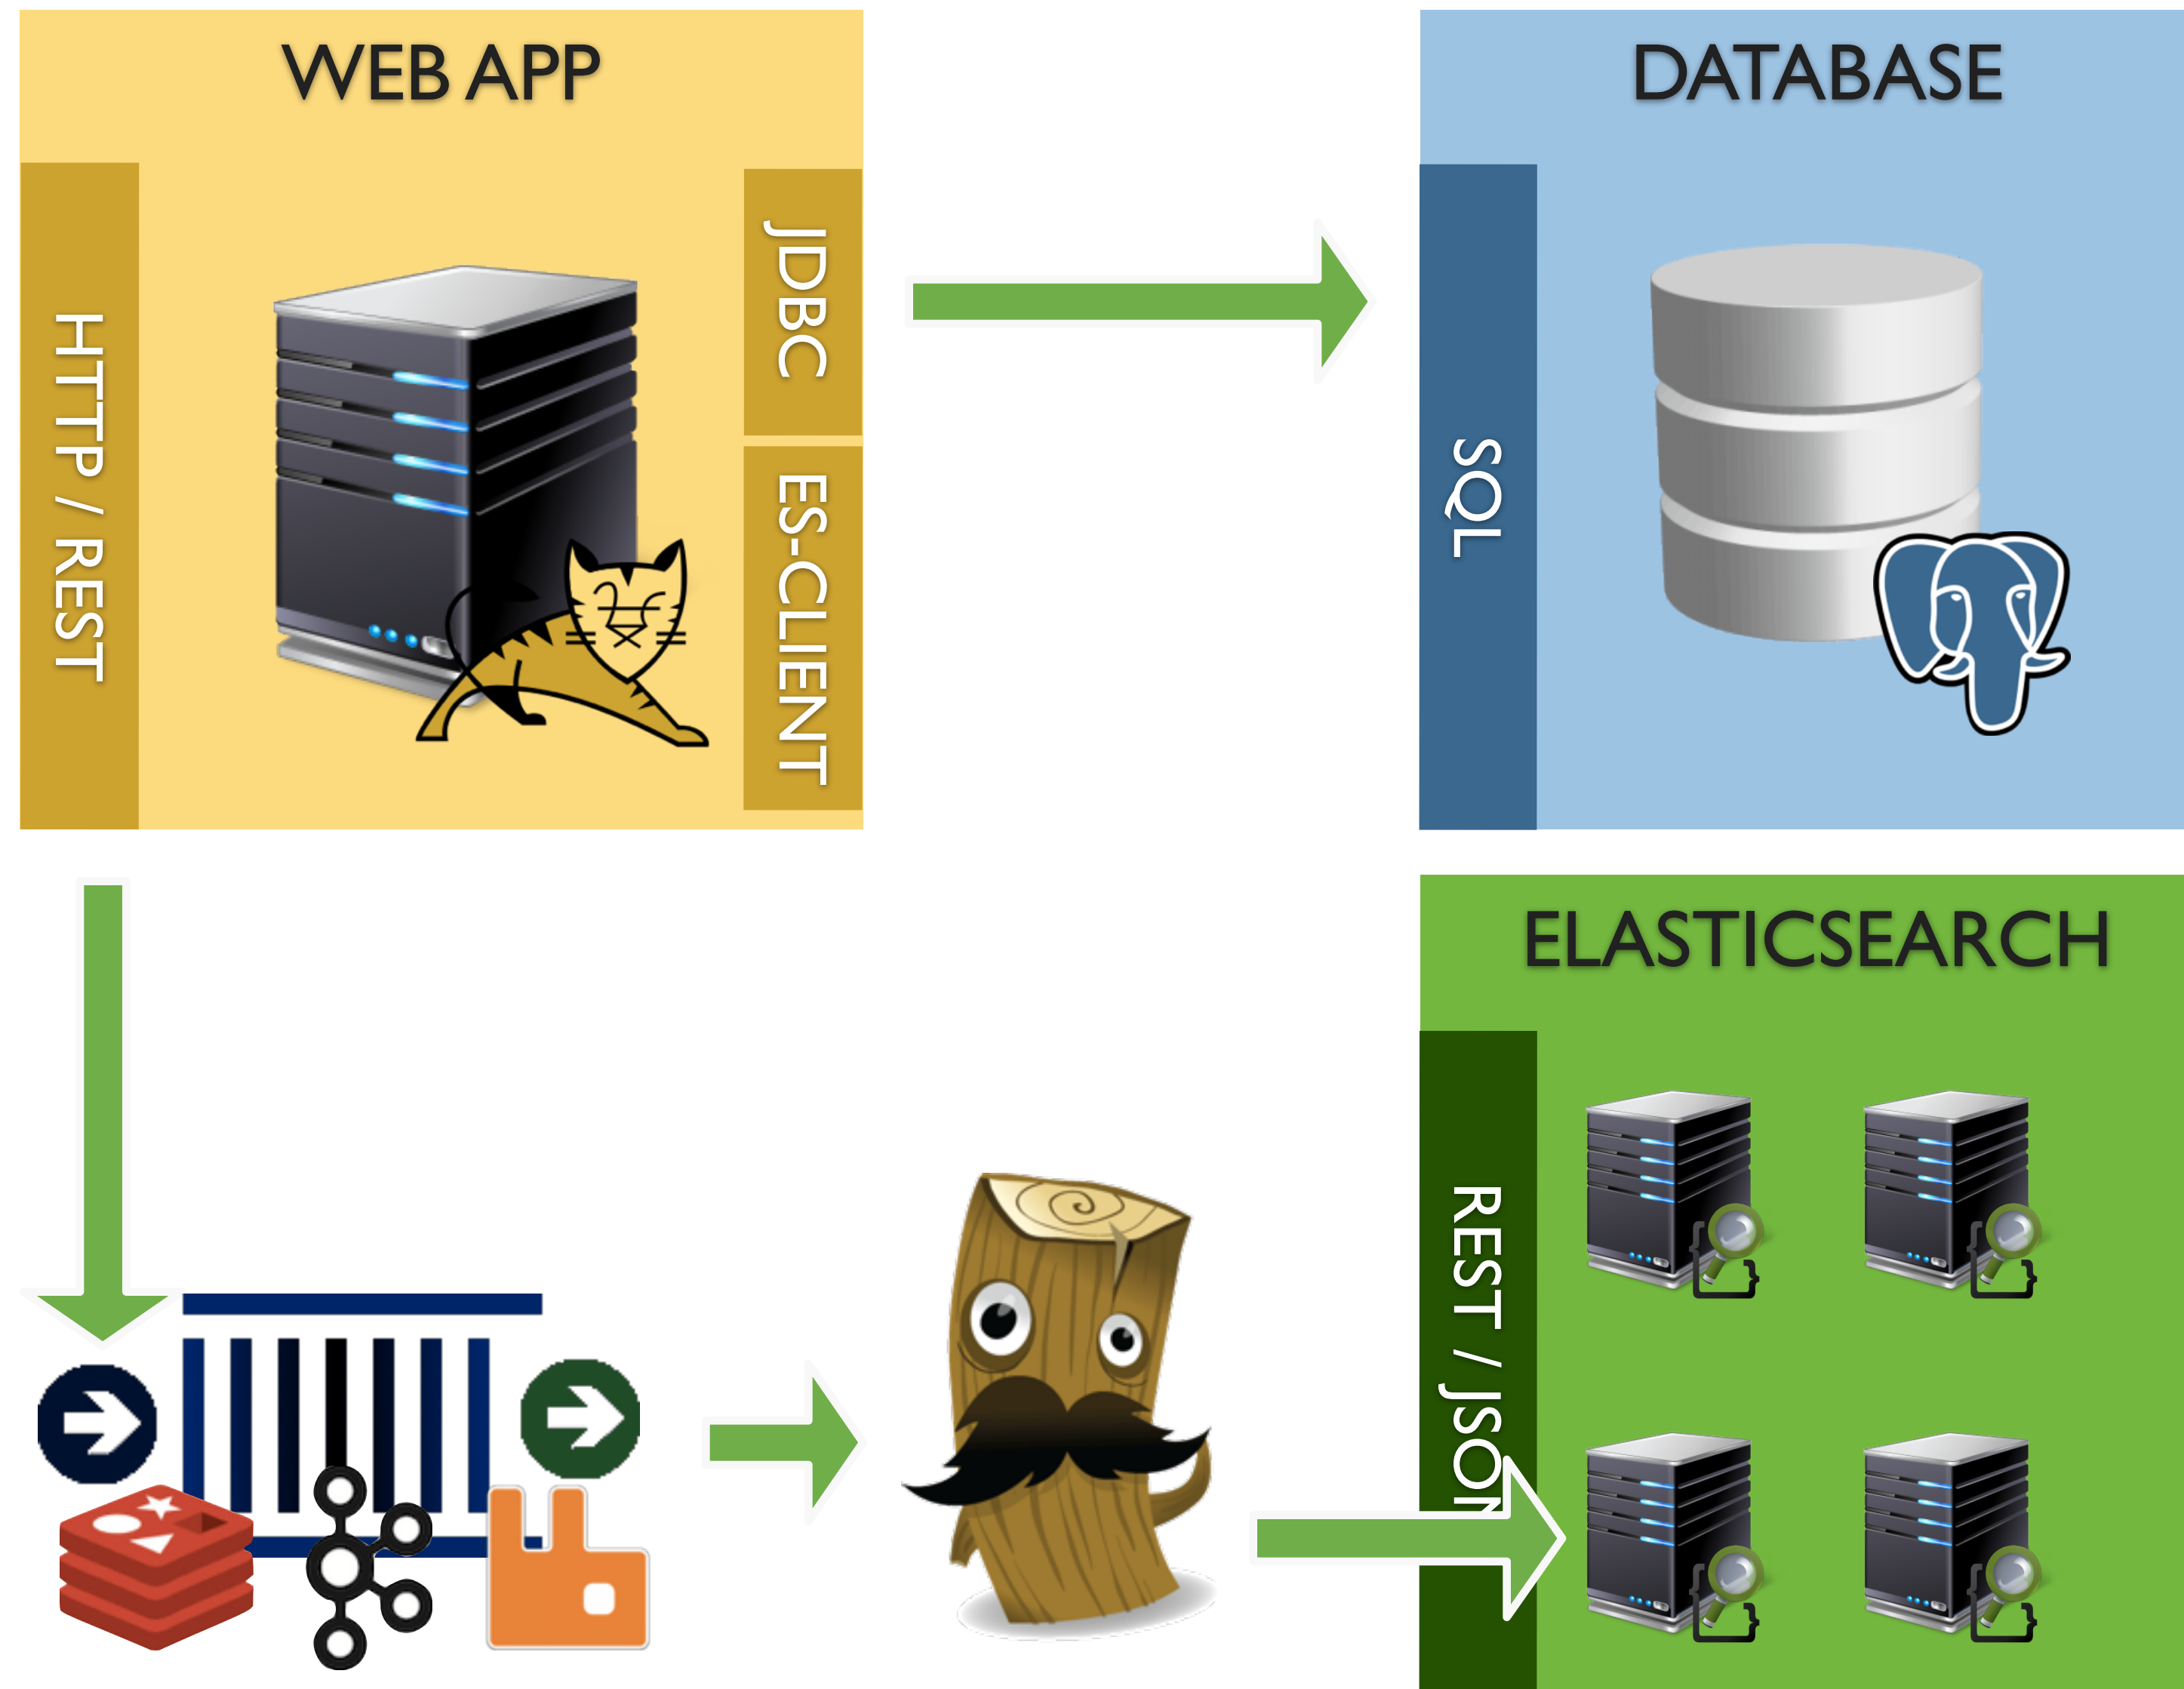 WEB APP
HTTP / REST
JDBC
ES-CLIENT
DATABASE
SQL
ELASTICSEARCH
REST / JSON